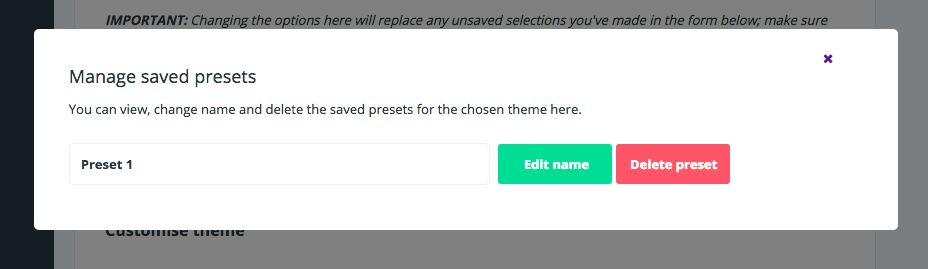 IMPORTANT: Changing the options here will replace any unsaved selections you've made in the form below; make sure
Manage saved presets
You can view, change name and delete the saved presets for the chosen theme here.
Preset 1
Edit name
Delete preset
Customise theme